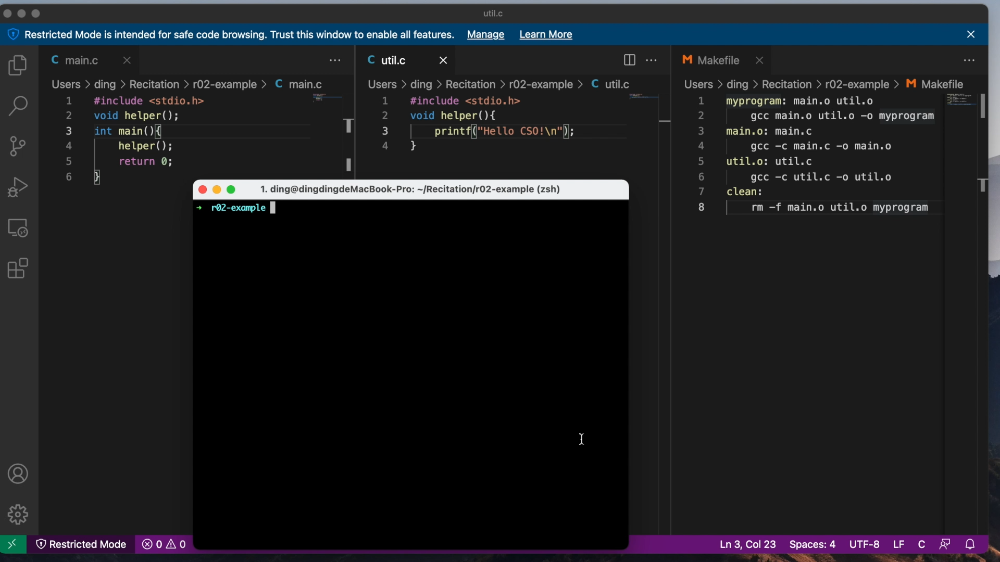 util.c
Restricted Mode is intended for safe code browsing. Trust this window to enable all features. Manage Learn More
C main.c
Users > ding > Recitation > r02-example > C main.c
1 #include <stdio.h>
2 void helper();
3 int main(){
4 helper();
5 return 0;
6 }
C util.c
Users > ding > Recitation > r02-example > C util.c
1 #include <stdio.h>
2 void helper(){
3 printf("Hello CSO!\n");
4 }
M Makefile
Users > ding > Recitation > r02-example > M Makefile
1 myprogram: main.o util.o
2 gcc main.o util.o -o myprogram
3 main.o: main.c
4 gcc -c main.c -o main.o
5 util.o: util.c
6 gcc -c util.c -o util.o
7 clean:
8 rm -f main.o util.o myprogram
1. ding@dingdingdeMacBook-Pro: ~/Recitation/r02-example (zsh)
➜ r02-example
Restricted Mode 0 0 Ln 3, Col 23 Spaces: 4 UTF-8 LF C